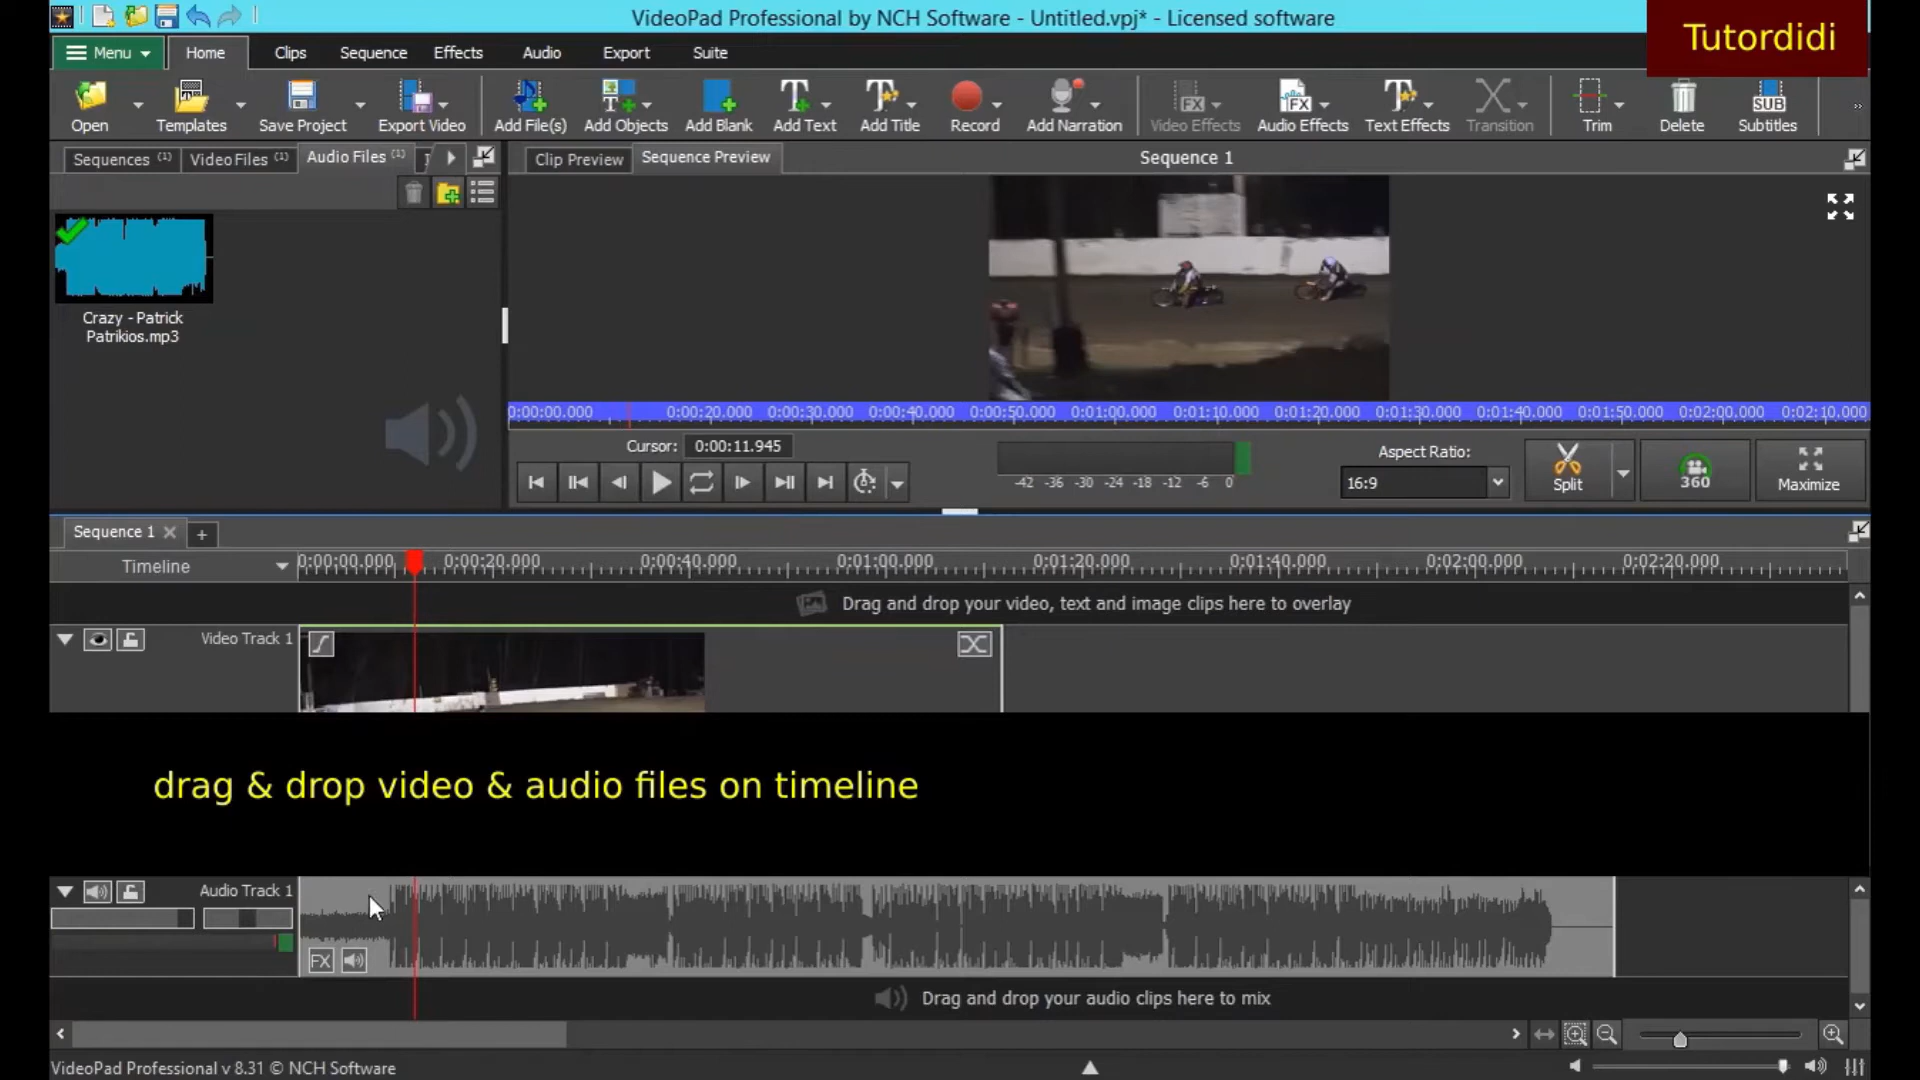 VideoPad Professional by NCH Software - Untitled.vpj* - Licensed software
Tutordidi
Menu Home Clips Sequence Effects Audio Export Suite
Open Templates Save Project Export Video Add File(s) Add Objects Add Blank Add Text Add Title Record Add Narration Video Effects Audio Effects Text Effects Transition Trim Delete Subtitles
Sequences (1) Video Files (1) Audio Files (1)
Clip Preview Sequence Preview Sequence 1
Crazy - Patrick
Patrikios.mp3
0:00:00.000 0:00:20.000 0:00:30.000 0:00:40.000 0:00:50.000 0:01:00.000 0:01:10.000 0:01:20.000 0:01:30.000 0:01:40.000 0:01:50.000 0:02:00.000 0:02:10.000
Cursor: 0:00:11.945
-42 -36 -30 -24 -18 -12 -6 0
Aspect Ratio:
16:9
Split
360
Maximize
Sequence 1
Timeline 0:00:00.000 0:00:20.000 0:00:40.000 0:01:00.000 0:01:20.000 0:01:40.000 0:02:00.000 0:02:20.000
Drag and drop your video, text and image clips here to overlay
Video Track 1
drag & drop video & audio files on timeline
Audio Track 1
FX
Drag and drop your audio clips here to mix
VideoPad Professional v 8.31 © NCH Software